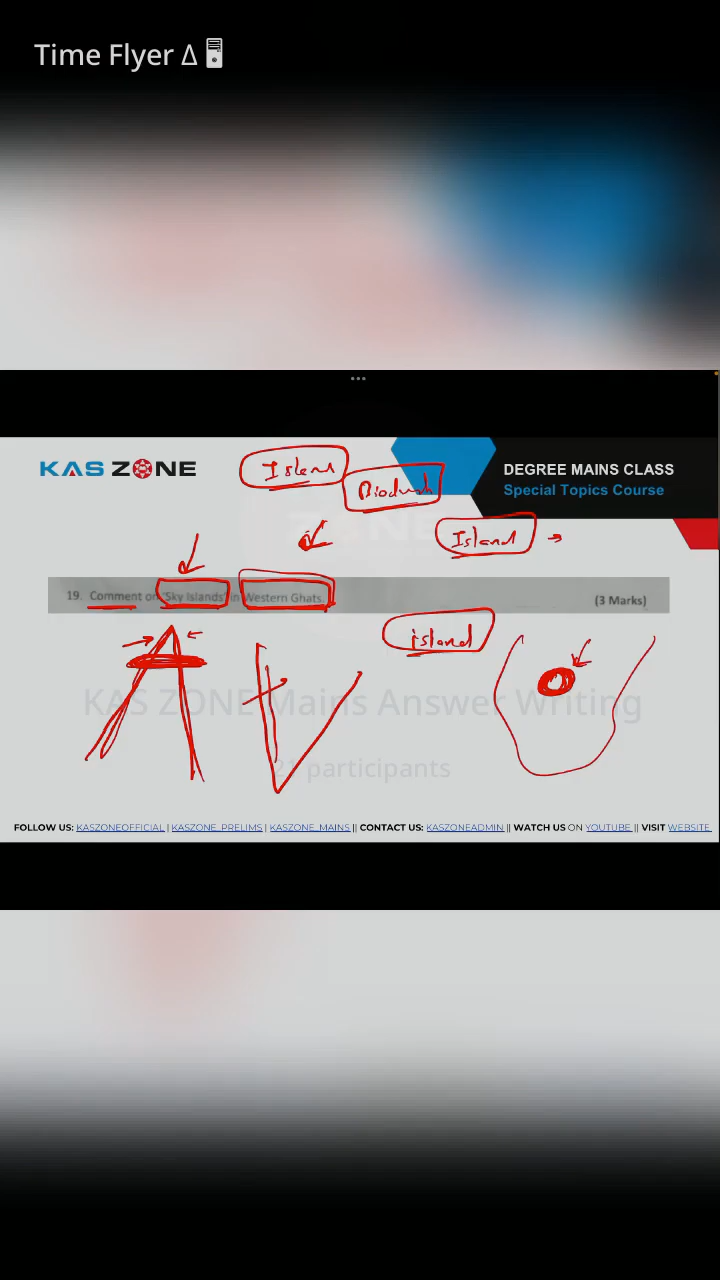 Time Flyer Δ 🖥
KAS ZONE
Island
DEGREE MAINS CLASS
Special Topics Course
Island →
19. Comment on "Sky Islands" in Western Ghats. (3 Marks)
island
KAS ZONE Mains Answer Writing
21 participants
FOLLOW US: KASZONEOFFICIAL | KASZONE_PRELIMS | KASZONE_MAINS || CONTACT US: KASZONEADMIN || WATCH US ON YOUTUBE || VISIT WEBSITE